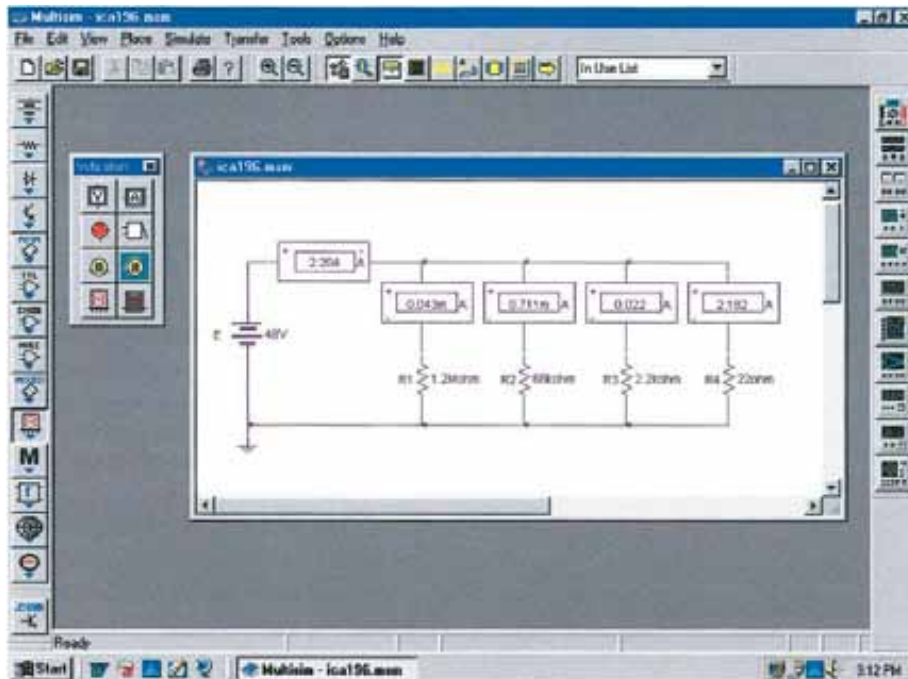 Multisim - ica196.msm
File Edit View Place Simulate Transfer Tools Options Help
In Use List
ica196.msm
2.204 A
0.043m A
0.711m A
0.022 A
2.182 A
E 48V
R1 1.2Mohm
R2 68kohm
R3 2.2kohm
R4 22ohm
M
Ready
Start
Multisim - ica196.msm
3:12 PM